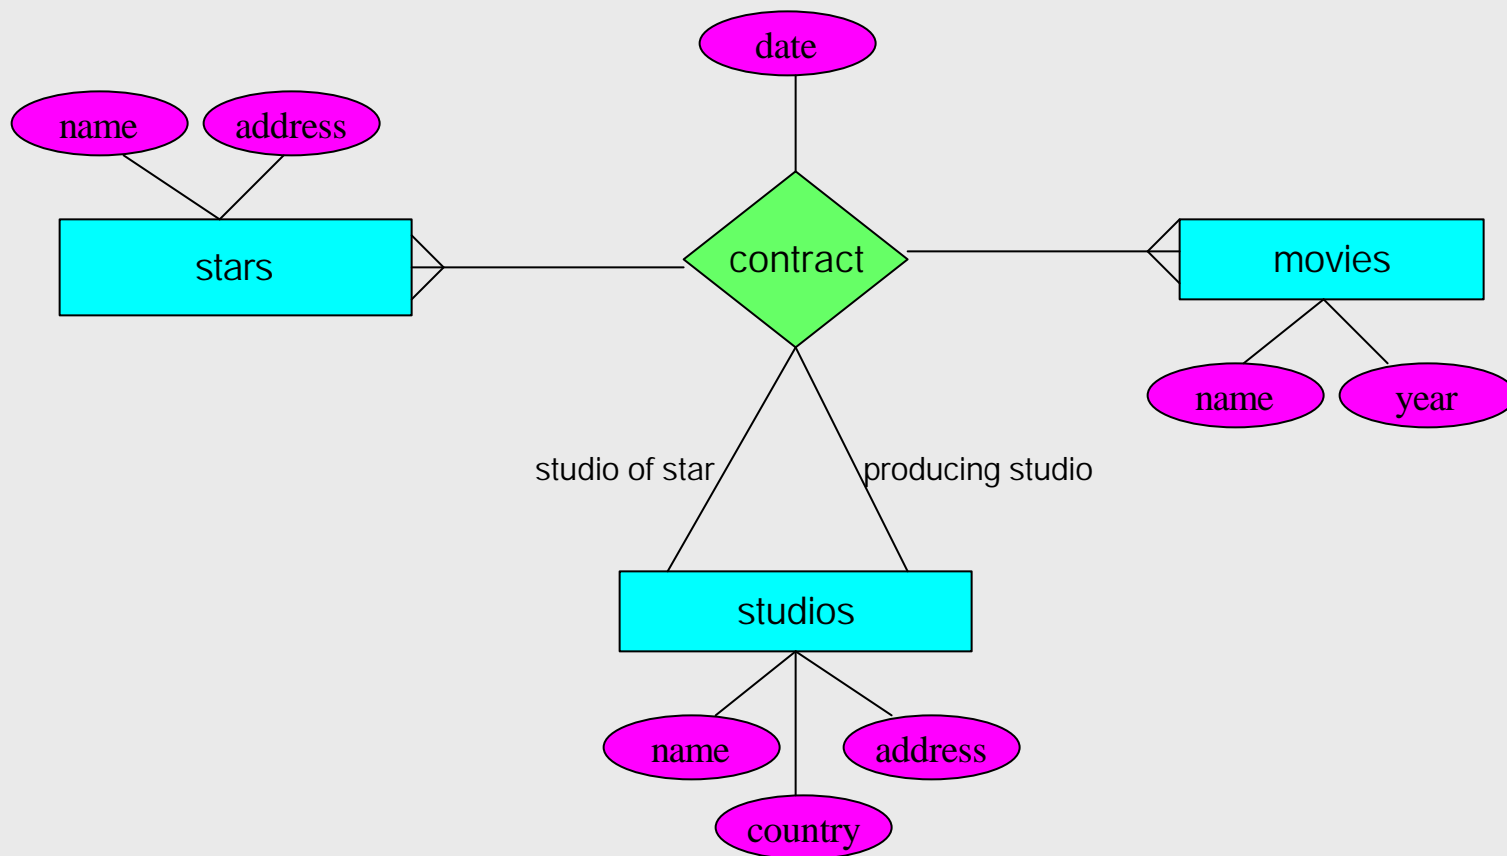 date
name
address
stars
contract
movies
name
year
studio of star
producing studio
studios
name
address
country